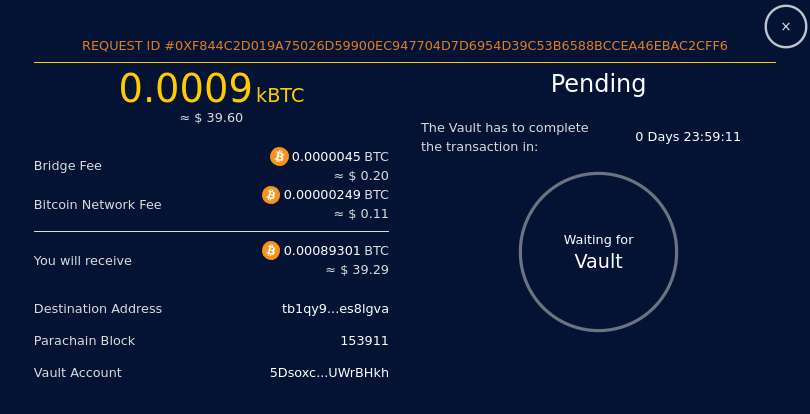 REQUEST ID #0XF844C2D019A75026D59900EC947704D7D6954D39C53B6588BCCEA46EBAC2CFF6
0.0009 kBTC
≈ $ 39.60
Bridge Fee
0.0000045 BTC
≈ $ 0.20
Bitcoin Network Fee
0.00000249 BTC
≈ $ 0.11
You will receive
0.00089301 BTC
≈ $ 39.29
Destination Address tb1qy9...es8lgva
Parachain Block 153911
Vault Account 5Dsoxc...UWrBHkh
Pending
The Vault has to complete
the transaction in:
0 Days 23:59:11
Waiting for
Vault